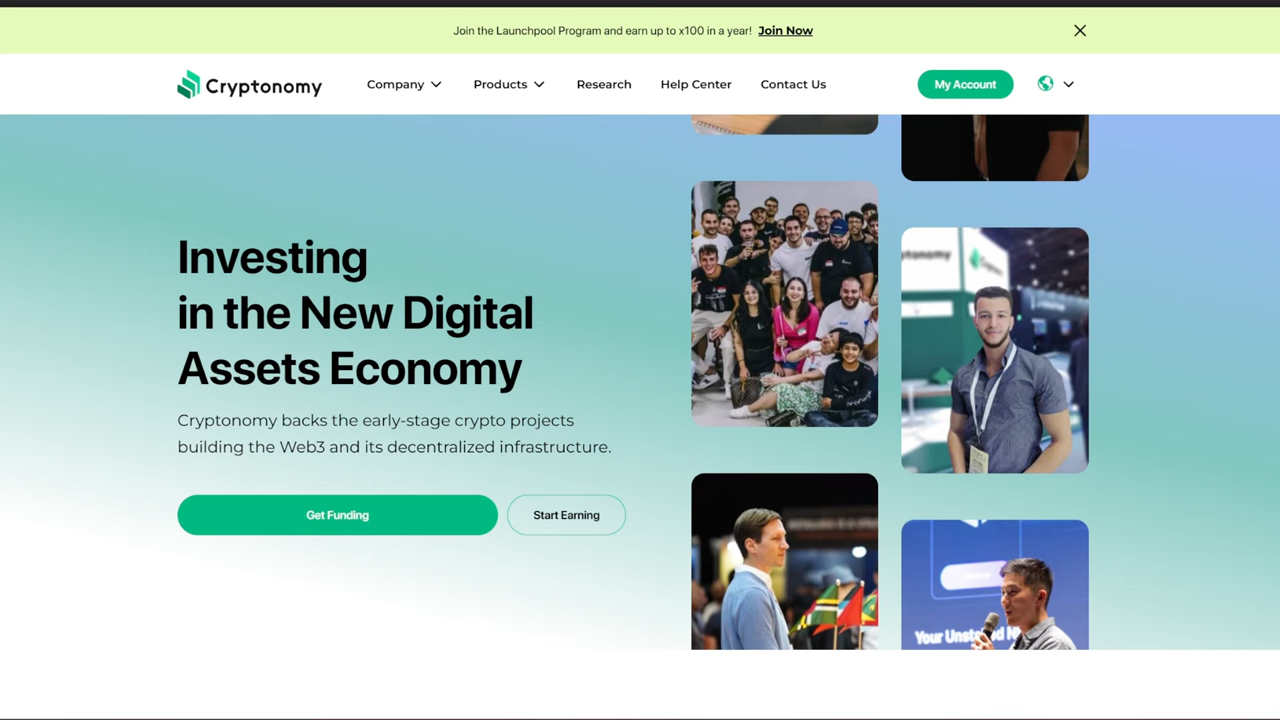 Join the Launchpool Program and earn up to x100 in a year! Join Now
Cryptonomy Company Products Research Help Center Contact Us My Account
Investing
in the New Digital
Assets Economy
Cryptonomy backs the early-stage crypto projects
building the Web3 and its decentralized infrastructure.
Get Funding Start Earning